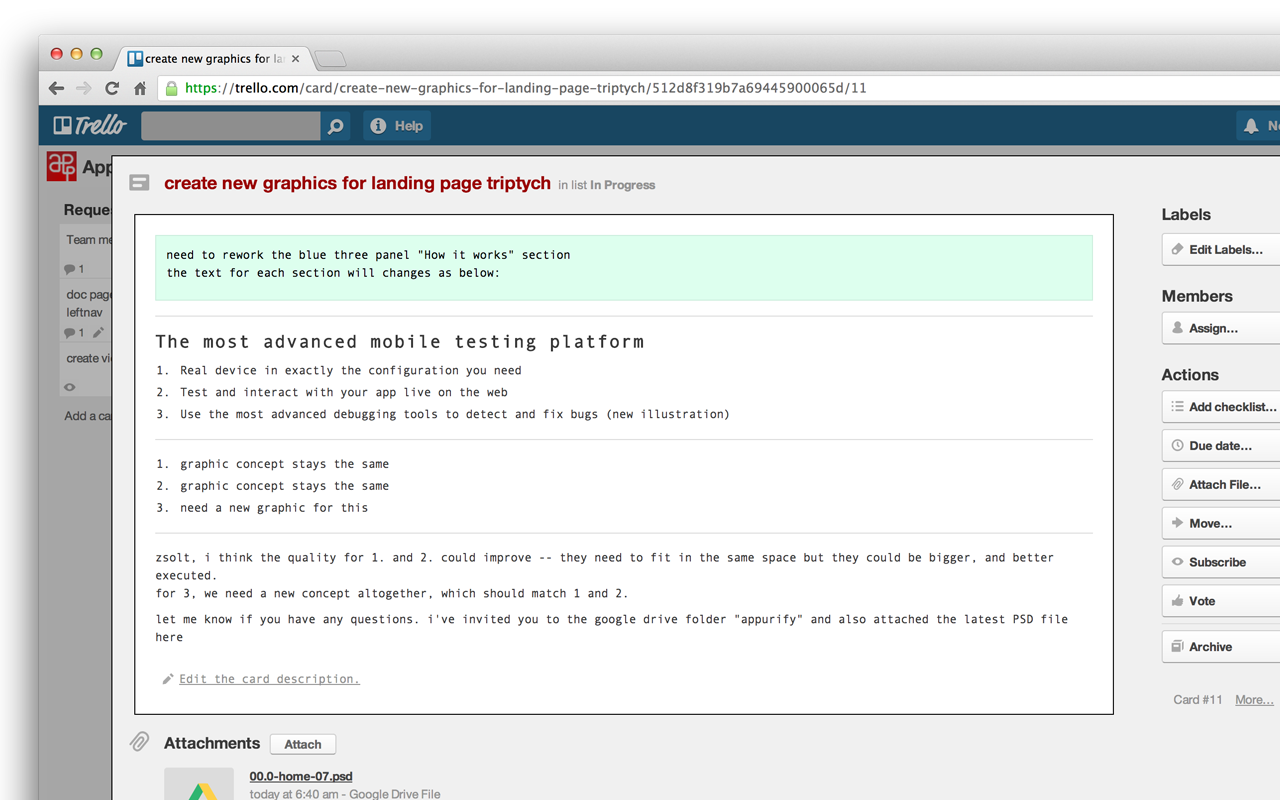 create new graphics for la
https://trello.com/card/create-new-graphics-for-landing-page-triptych/512d8f319b7a69445900065d/11
Trello
Help
app
App
create new graphics for landing page triptych in list In Progress
Reque
Team me
1
doc page
leftnav
1
create vi
Add a ca
need to rework the blue three panel "How it works" section
the text for each section will changes as below:
The most advanced mobile testing platform
1. Real device in exactly the configuration you need
2. Test and interact with your app live on the web
3. Use the most advanced debugging tools to detect and fix bugs (new illustration)
1. graphic concept stays the same
2. graphic concept stays the same
3. need a new graphic for this
zsolt, i think the quality for 1. and 2. could improve -- they need to fit in the same space but they could be bigger, and better
executed.
for 3, we need a new concept altogether, which should match 1 and 2.
let me know if you have any questions. i've invited you to the google drive folder "appurify" and also attached the latest PSD file
here
Edit the card description.
Attachments Attach
00.0-home-07.psd
today at 6:40 am - Google Drive File
Labels
Edit Labels...
Members
Assign...
Actions
Add checklist...
Due date...
Attach File...
Move...
Subscribe
Vote
Archive
Card #11 More...